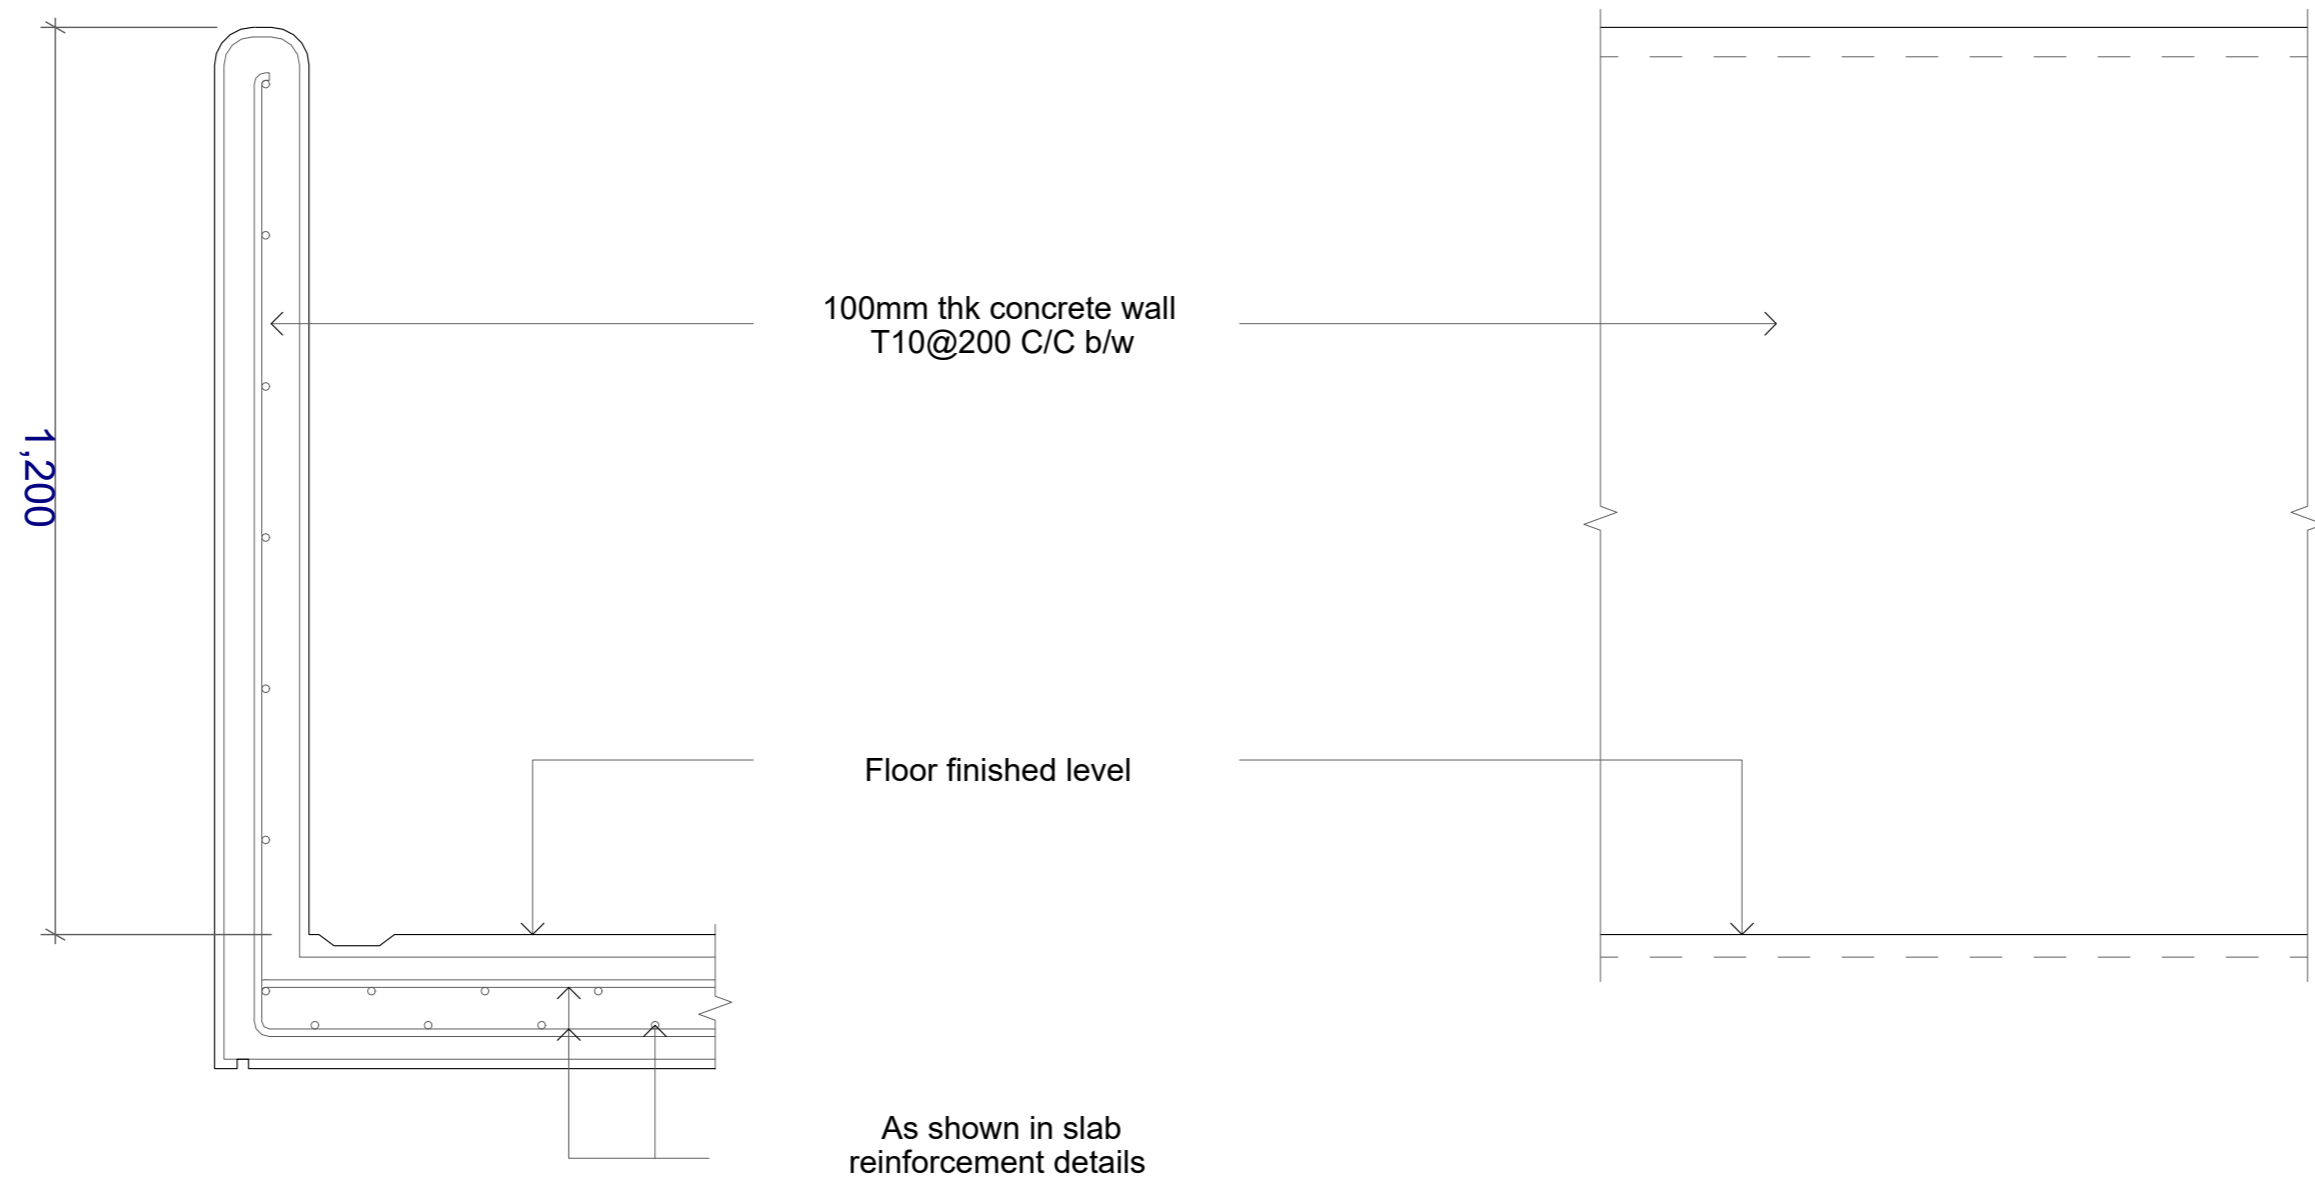 100mm thk concrete wall
T10@200 C/C b/w
1,200
Floor finished level
As shown in slab
reinforcement details